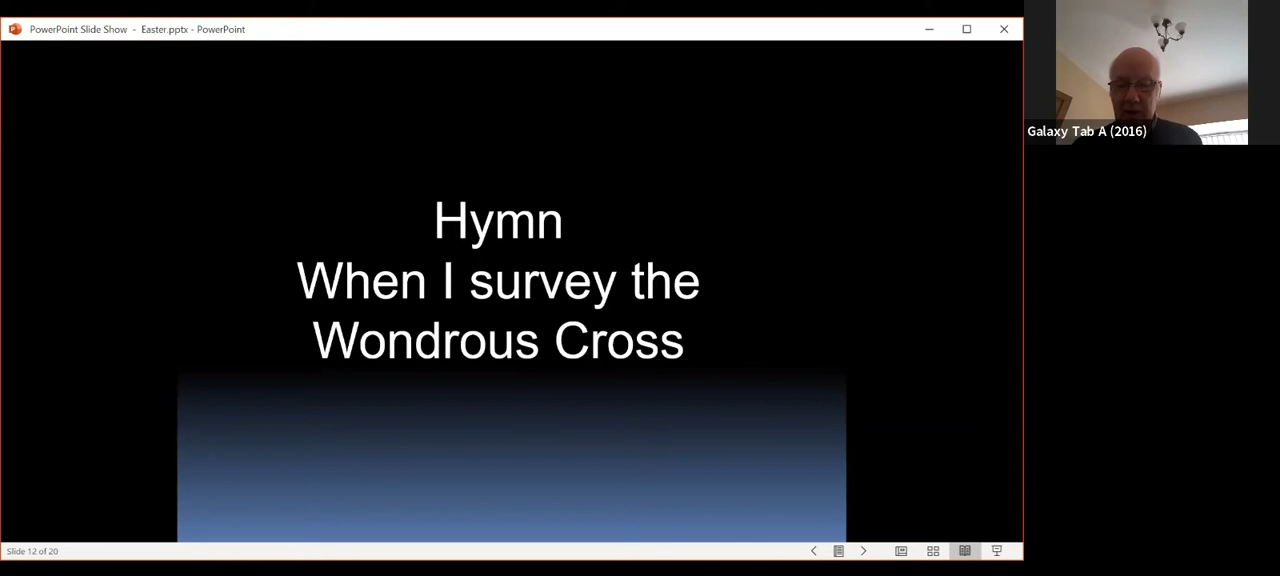 PowerPoint Slide Show - Easter.pptx - PowerPoint
Galaxy Tab A (2016)
Hymn
When I survey the
Wondrous Cross
Slide 12 of 20